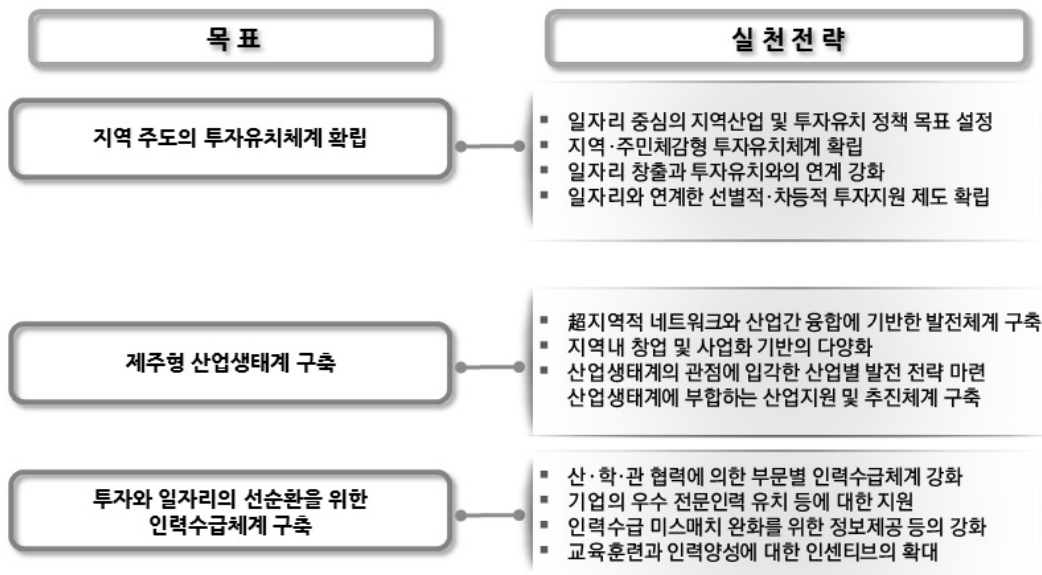 목 표
실 천 전 략
지역 주도의 투자유치체계 확립
▪ 일자리 중심의 지역산업 및 투자유치 정책 목표 설정
▪ 지역·주민체감형 투자유치체계 확립
▪ 일자리 창출과 투자유치와의 연계 강화
▪ 일자리와 연계한 선별적·차등적 투자지원 제도 확립
제주형 산업생태계 구축
▪ 超지역적 네트워크와 산업간 융합에 기반한 발전체계 구축
▪ 지역내 창업 및 사업화 기반의 다양화
▪ 산업생태계의 관점에 입각한 산업별 발전 전략 마련
산업생태계에 부합하는 산업지원 및 추진체계 구축
투자와 일자리의 선순환을 위한
인력수급체계 구축
▪ 산·학·관 협력에 의한 부문별 인력수급체계 강화
▪ 기업의 우수 전문인력 유치 등에 대한 지원
▪ 인력수급 미스매치 완화를 위한 정보제공 등의 강화
▪ 교육훈련과 인력양성에 대한 인센티브의 확대